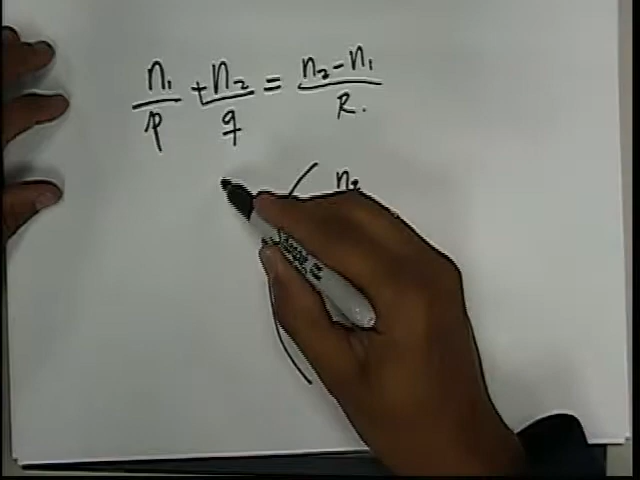 n₁/p + n₂/q = n₂ - n₁/R.
n₂